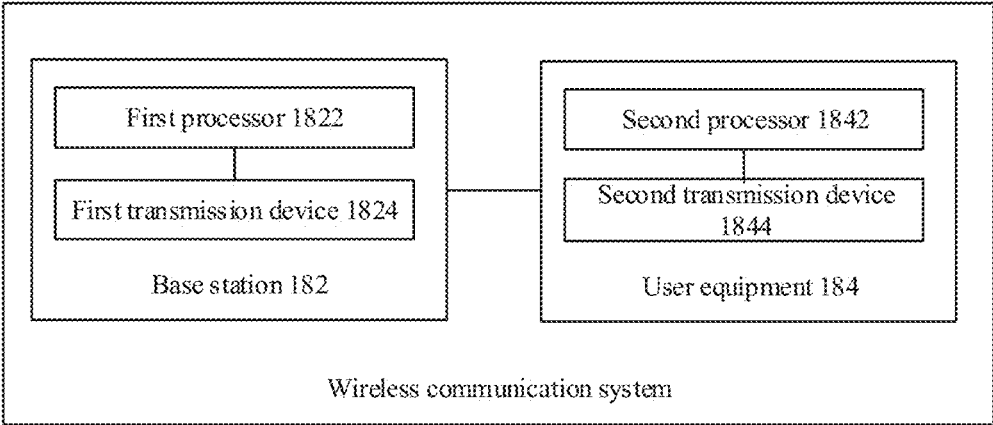 First processor 1822
First transmission device 1824
Base station 182
Second processor 1842
Second transmission device
1844
User equipment 184
Wireless communication system